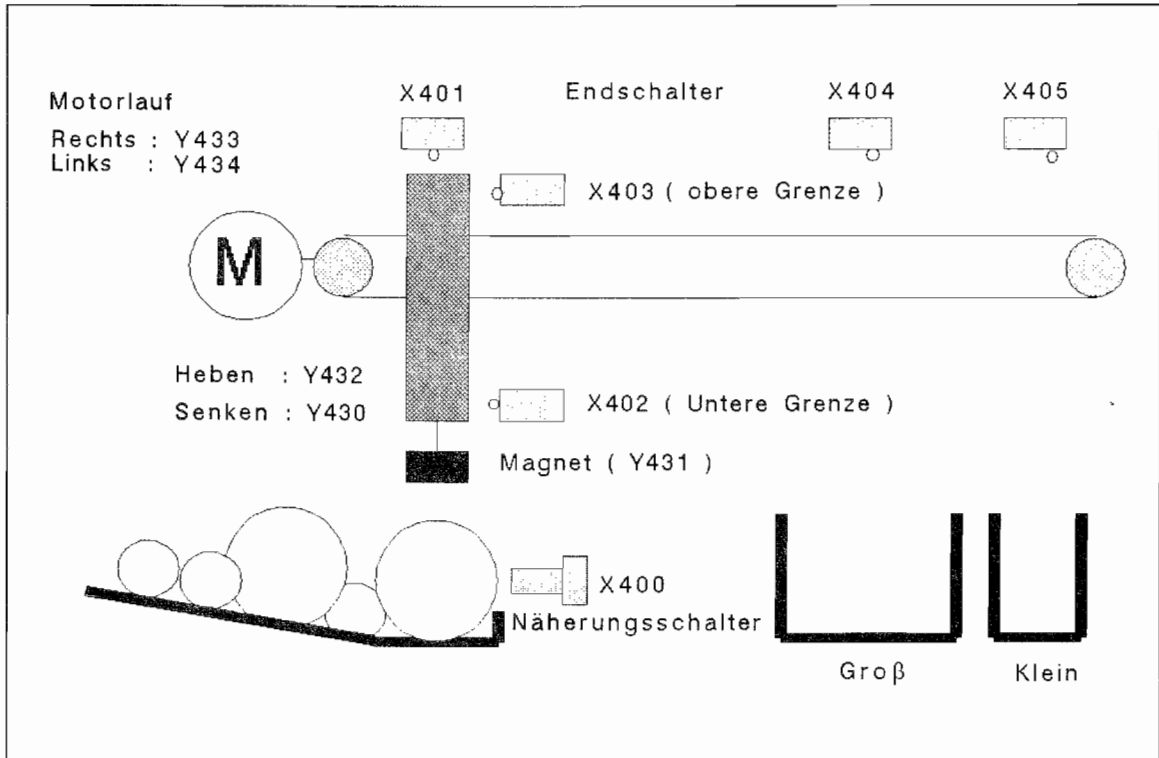 X401 Endschalter X404 X405
Motorlauf
Rechts : Y433
Links : Y434
X403 ( obere Grenze )
M
Heben : Y432
Senken : Y430
X402 ( Untere Grenze )
Magnet ( Y431 )
X400
Näherungsschalter
Groß Klein